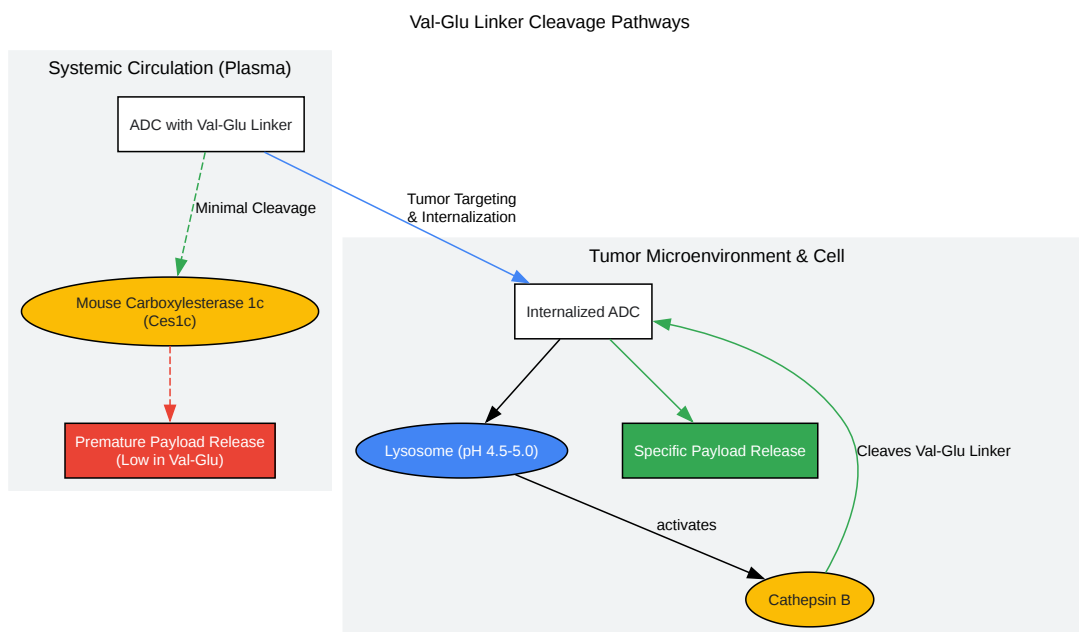 Val-Glu Linker Cleavage Pathways
Systemic Circulation (Plasma)
ADC with Val-Glu Linker
Minimal Cleavage
Mouse Carboxylesterase 1c
(Ces1c)
Premature Payload Release
(Low in Val-Glu)
Tumor Targeting
& Internalization
Tumor Microenvironment & Cell
Internalized ADC
Lysosome (pH 4.5-5.0)
Specific Payload Release
Cleaves Val-Glu Linker
activates
Cathepsin B